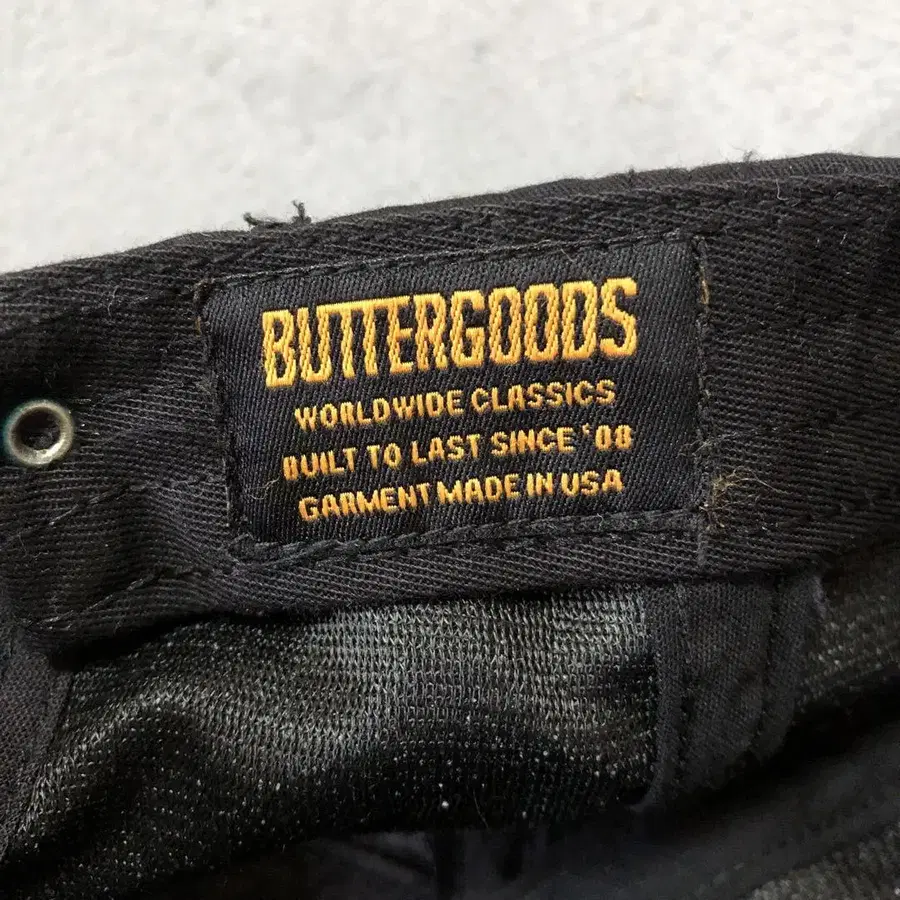 BUTTERGOODS
WORLDWIDE CLASSICS
BUILT TO LAST SINCE '08
GARMENT MADE IN USA